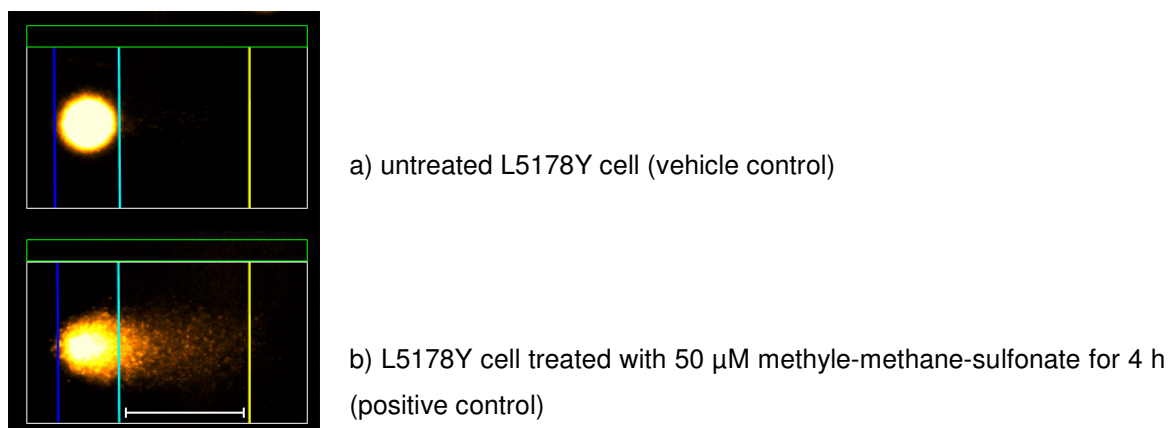 a) untreated L5178Y cell (vehicle control)
b) L5178Y cell treated with 50 µM methyle-methane-sulfonate for 4 h
(positive control)